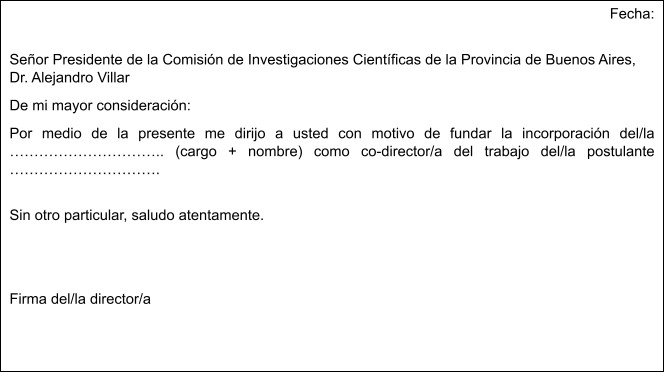 Fecha:
Señor Presidente de la Comisión de Investigaciones Científicas de la Provincia de Buenos Aires,
Dr. Alejandro Villar
De mi mayor consideración:
Por medio de la presente me dirijo a usted con motivo de fundar la incorporación del/la
………………………….. (cargo + nombre) como co-director/a del trabajo del/la postulante
………………………….
Sin otro particular, saludo atentamente.
Firma del/la director/a